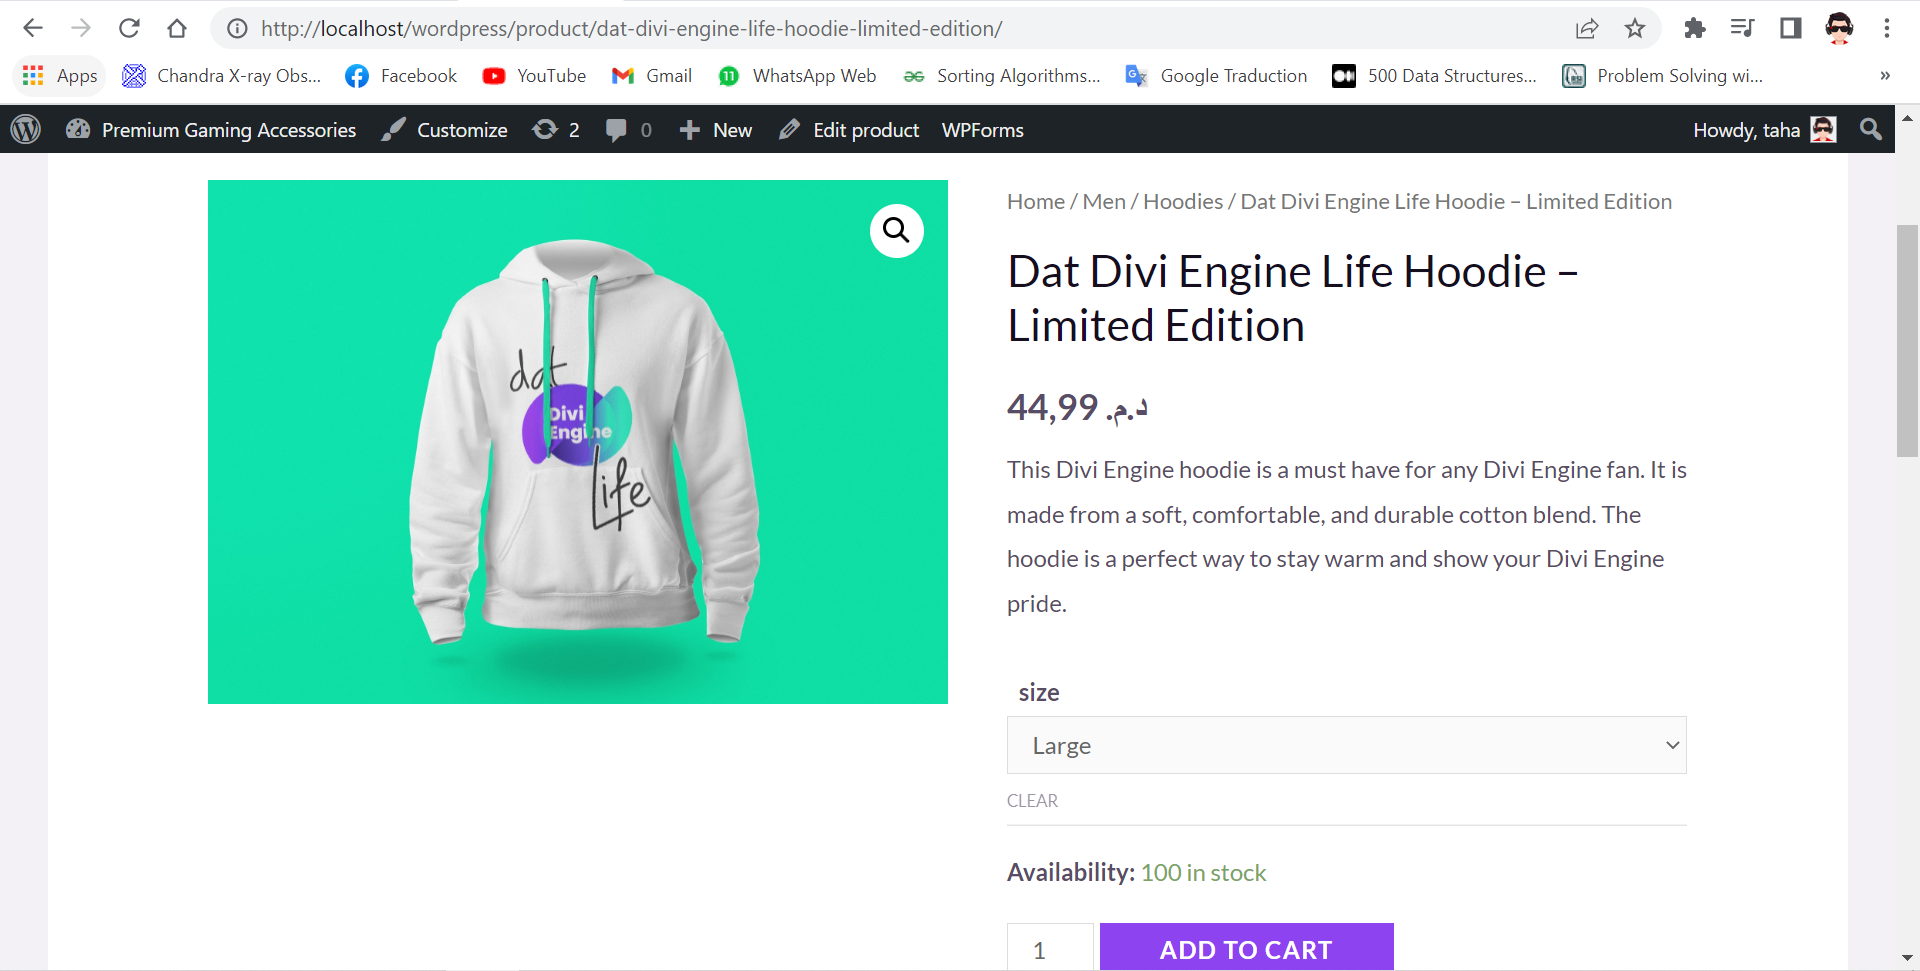 http://localhost/wordpress/product/dat-divi-engine-life-hoodie-limited-edition/
Apps Chandra X-ray Obs... Facebook YouTube Gmail 11 WhatsApp Web Sorting Algorithms... Google Traduction 500 Data Structures... Problem Solving wi... »
Premium Gaming Accessories Customize 2 0 New Edit product WPForms Howdy, taha
Home / Men / Hoodies / Dat Divi Engine Life Hoodie – Limited Edition
Dat Divi Engine Life Hoodie –
Limited Edition
44,99 د.م.
This Divi Engine hoodie is a must have for any Divi Engine fan. It is
made from a soft, comfortable, and durable cotton blend. The
hoodie is a perfect way to stay warm and show your Divi Engine
pride.
dat
Divi
Engine
Life
size
Large
CLEAR
Availability: 100 in stock
1 ADD TO CART